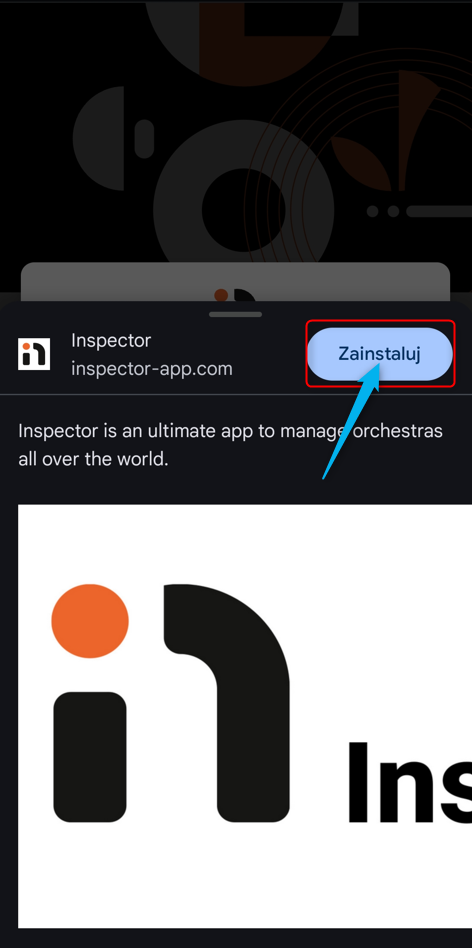 Inspector
inspector-app.com
Zainstaluj
Inspector is an ultimate app to manage orchestras
all over the world.
Ins